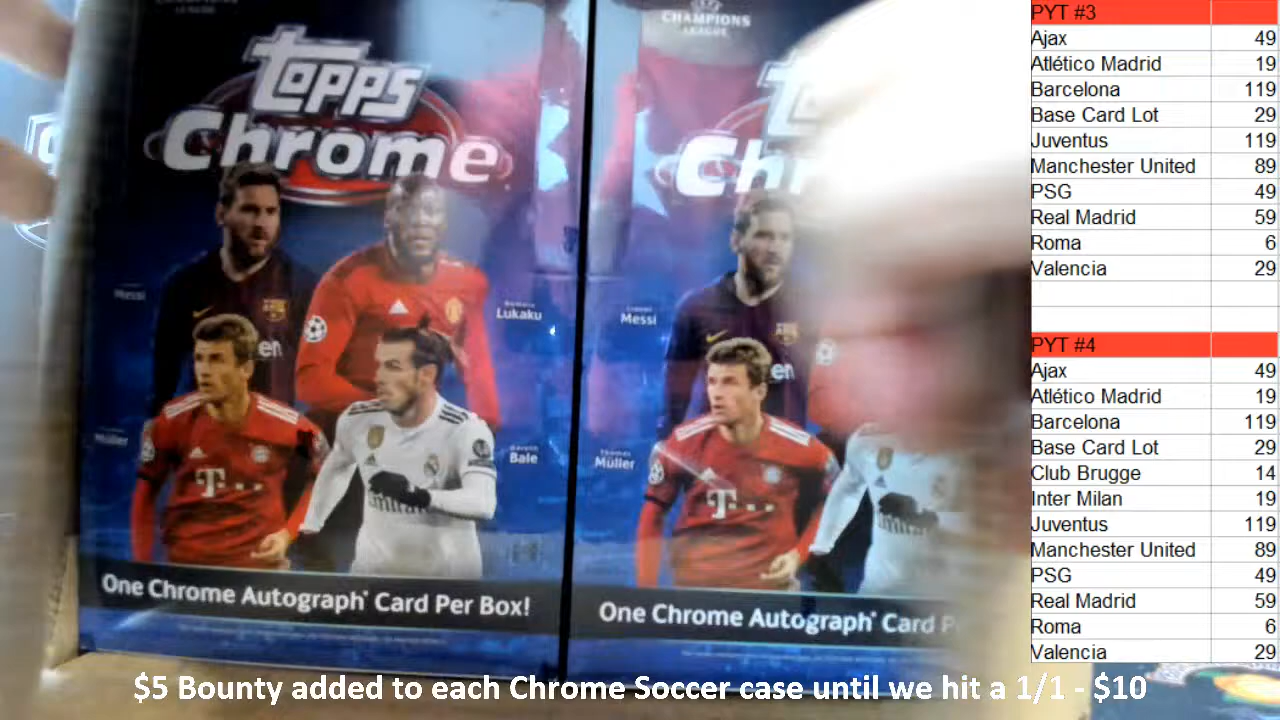 CHAMPIONS
LEAGUE
Topps
Chrome
Messi
Lukaku
Müller
Bale
One Chrome Autograph* Card Per Box!
Messi
Thomas
Müller
One Chrome Autograph* Card P
PYT #3
Ajax 49
Atlético Madrid 19
Barcelona 119
Base Card Lot 29
Juventus 119
Manchester United 89
PSG 49
Real Madrid 59
Roma 6
Valencia 29
PYT #4
Ajax 49
Atlético Madrid 19
Barcelona 119
Base Card Lot 29
Club Brugge 14
Inter Milan 19
Juventus 119
Manchester United 89
PSG 49
Real Madrid 59
Roma 6
Valencia 29
$5 Bounty added to each Chrome Soccer case until we hit a 1/1 - $10